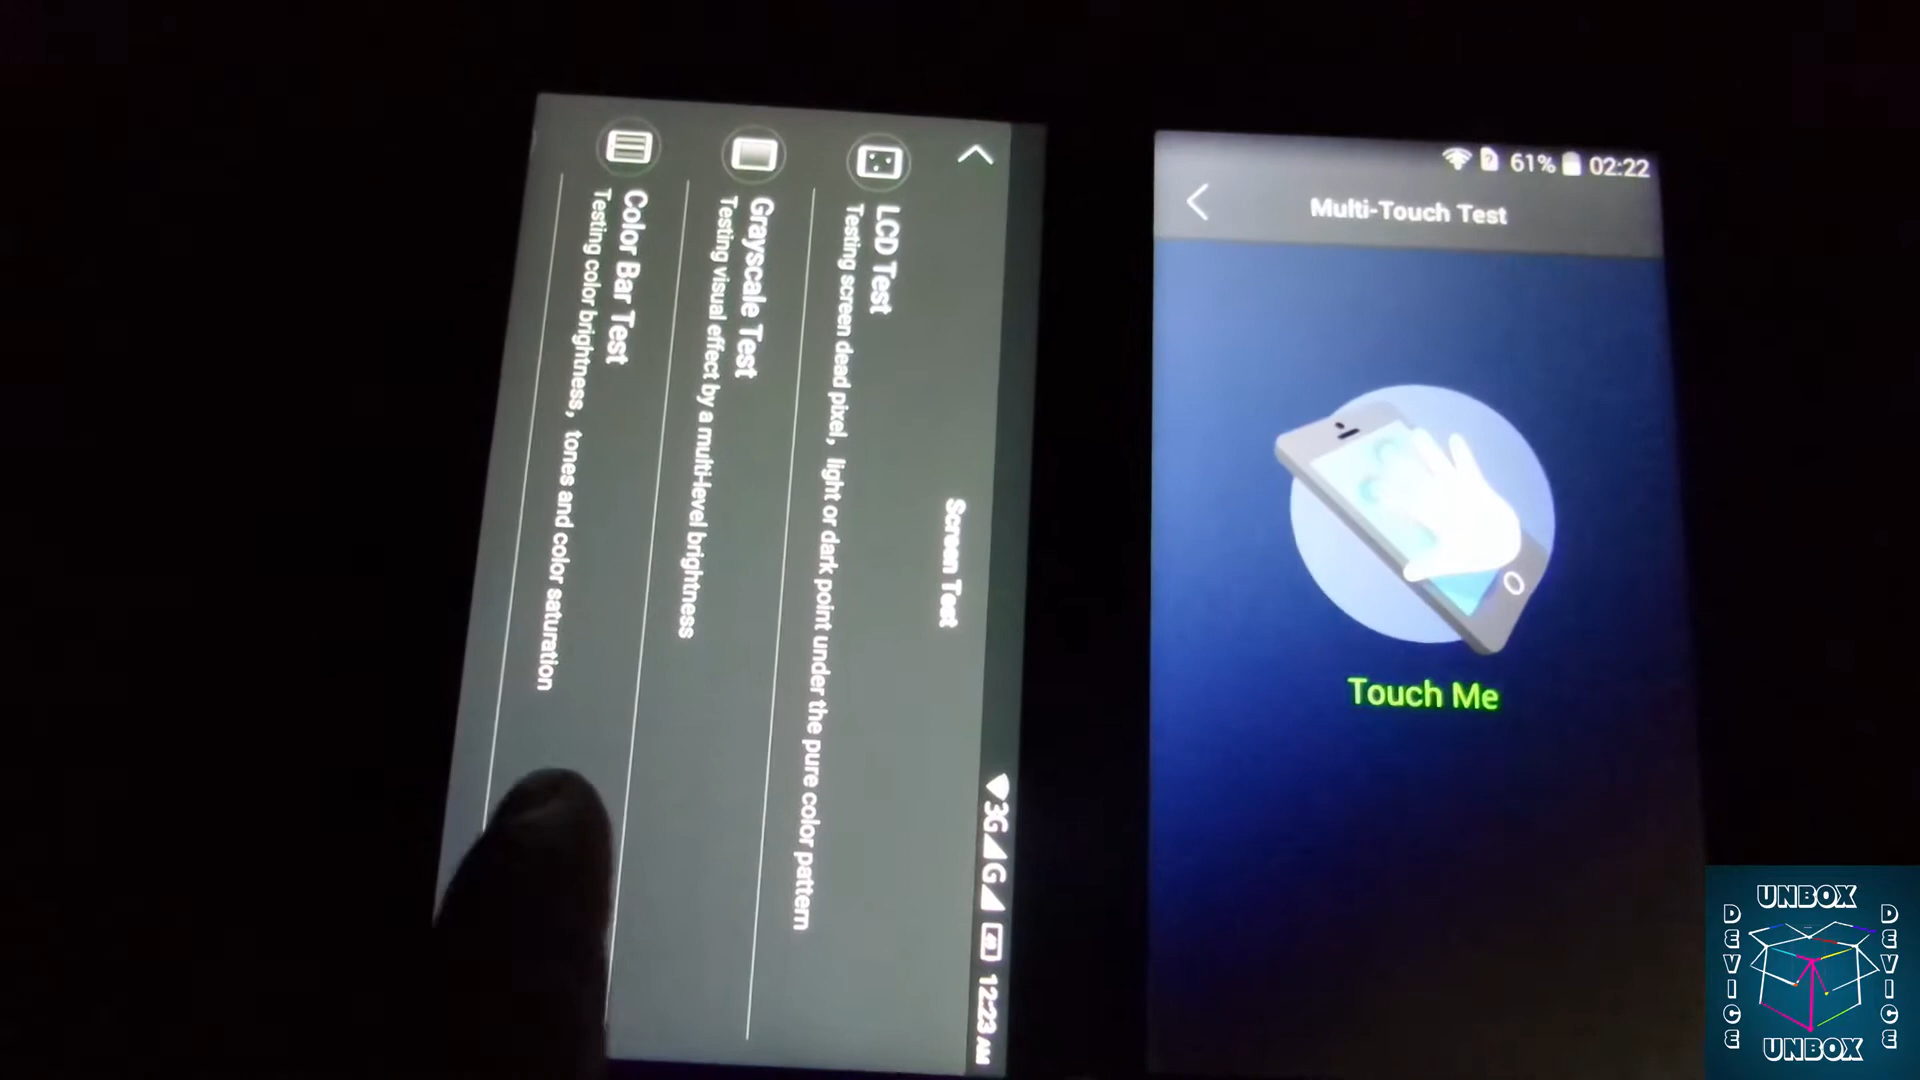 3G G 12:23 AM
Screen Test
LCD Test
Testing screen dead pixel, light or dark point under the pure color pattern
Grayscale Test
Testing visual effect by a multi-level brightness
Color Bar Test
Testing color brightness, tones and color saturation
61% 02:22
Multi-Touch Test
Touch Me
UNBOX
DEVICE
DEVICE
UNBOX